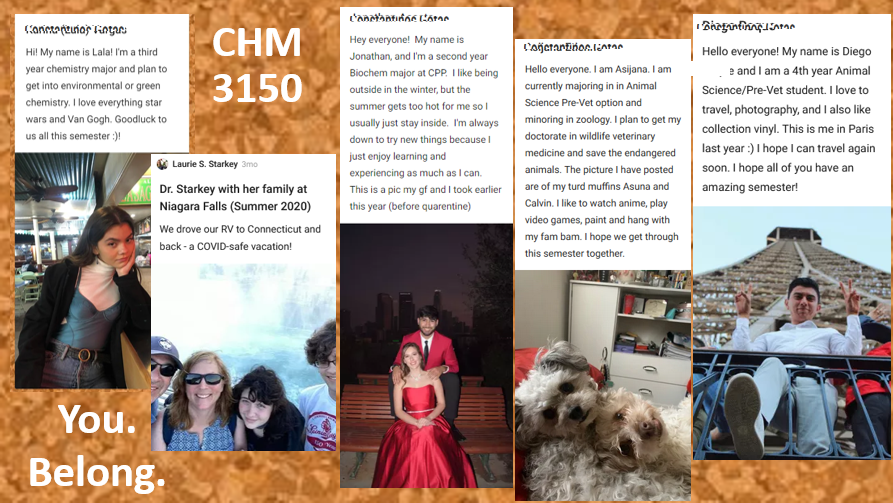 Hi! My name is Lala! I'm a third
year chemistry major and plan to
get into environmental or green
chemistry. I love everything star
wars and Van Gogh. Goodluck to
us all this semester :)!
CHM
3150
Laurie S. Starkey 3mo
Dr. Starkey with her family at
Niagara Falls (Summer 2020)
We drove our RV to Connecticut and
back - a COVID-safe vacation!
Hey everyone! My name is
Jonathan, and I'm a second year
Biochem major at CPP. I like being
outside in the winter, but the
summer gets too hot for me so I
usually just stay inside. I'm always
down to try new things because I
just enjoy learning and
experiencing as much as I can.
This is a pic my gf and I took earlier
this year (before quarentine)
Hello everyone. I am Asijana. I am
currently majoring in in Animal
Science Pre-Vet option and
minoring in zoology. I plan to get my
doctorate in wildlife veterinary
medicine and save the endangered
animals. The picture I have posted
are of my turd muffins Asuna and
Calvin. I like to watch anime, play
video games, paint and hang with
my fam bam. I hope we get through
this semester together.
Hello everyone! My name is Diego
e and I am a 4th year Animal
Science/Pre-Vet student. I love to
travel, photography, and I also like
collection vinyl. This is me in Paris
last year :) I hope I can travel again
soon. I hope all of you have an
amazing semester!
You.
Belong.